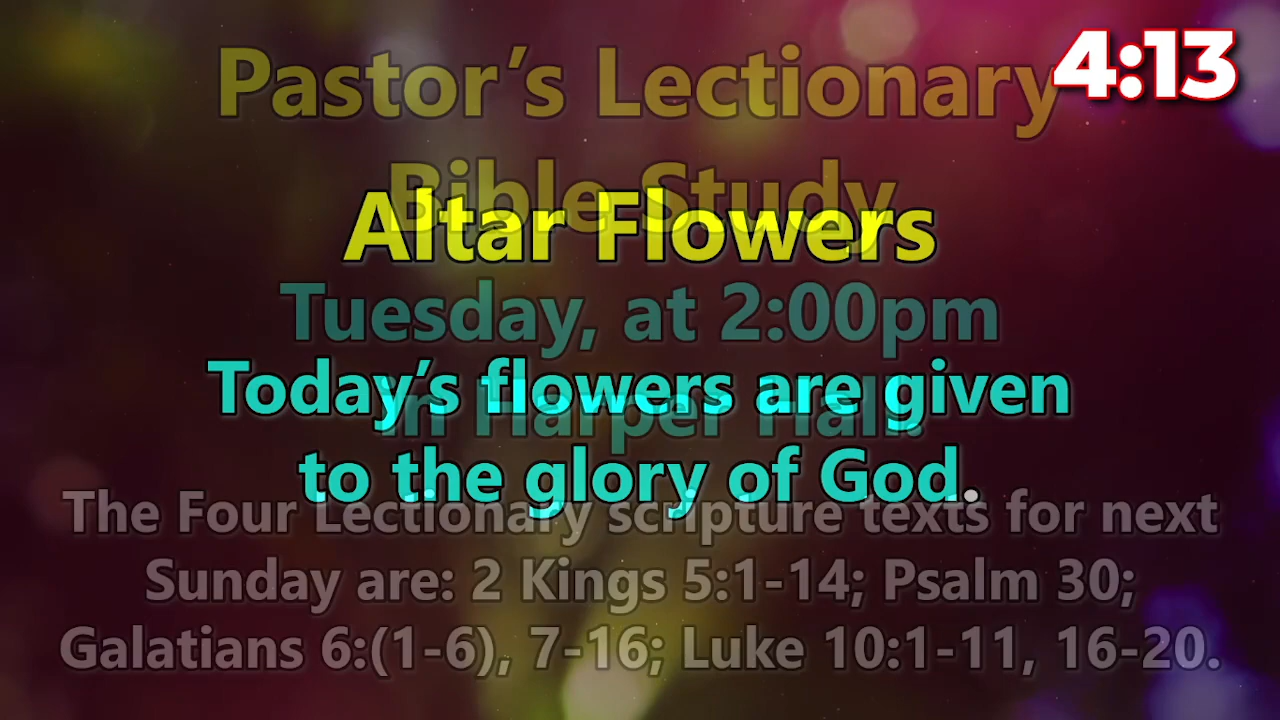 4:13
Pastor’s Lectionary
Bible Study
Altar Flowers
Tuesday, at 2:00pm
Today’s flowers are given
in Harper Hall.
to the glory of God.
The Four Lectionary scripture texts for next
Sunday are: 2 Kings 5:1-14; Psalm 30;
Galatians 6:(1-6), 7-16; Luke 10:1-11, 16-20.